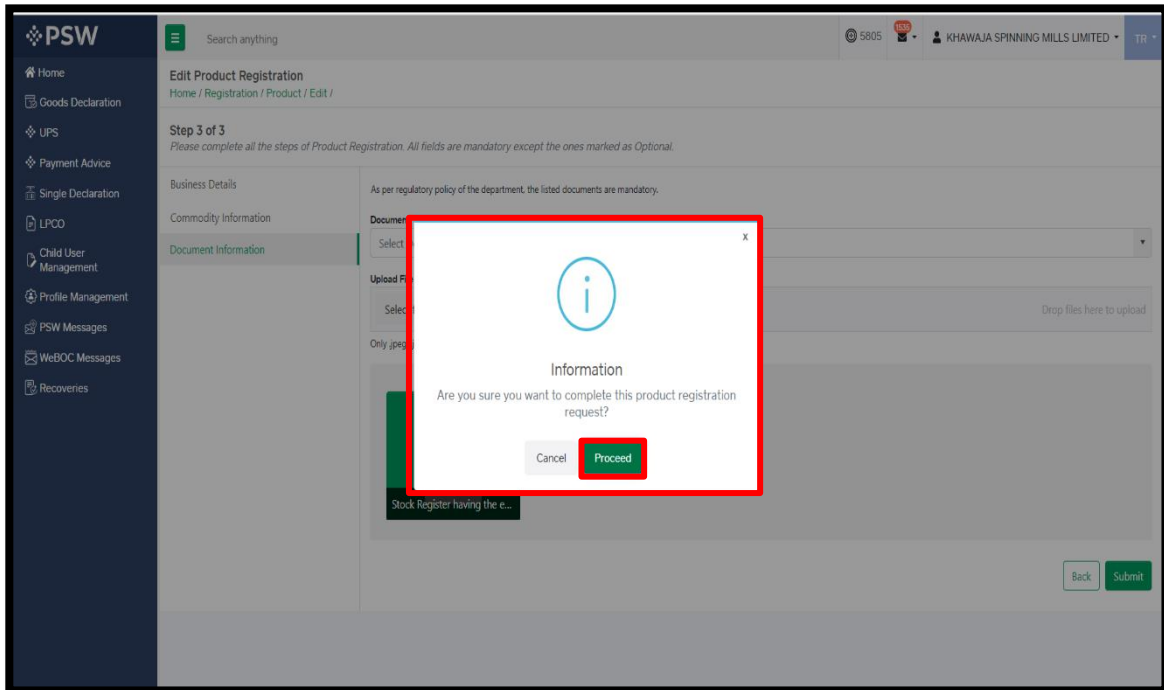 PSW
Search anything
5805
1535
KHAWAJA SPINNING MILLS LIMITED
TR
Home
Goods Declaration
UPS
Payment Advice
Single Declaration
LPCO
Child User
Management
Profile Management
PSW Messages
WeBOC Messages
Recoveries
Edit Product Registration
Home / Registration / Product / Edit /
Step 3 of 3
Please complete all the steps of Product Registration. All fields are mandatory except the ones marked as Optional.
Business Details
Commodity Information
Document Information
As per regulatory policy of the department, the listed documents are mandatory.
Select
Drop files here to upload
x
Information
Are you sure you want to complete this product registration
request?
Cancel
Proceed
Stock Register having the e...
Back
Submit